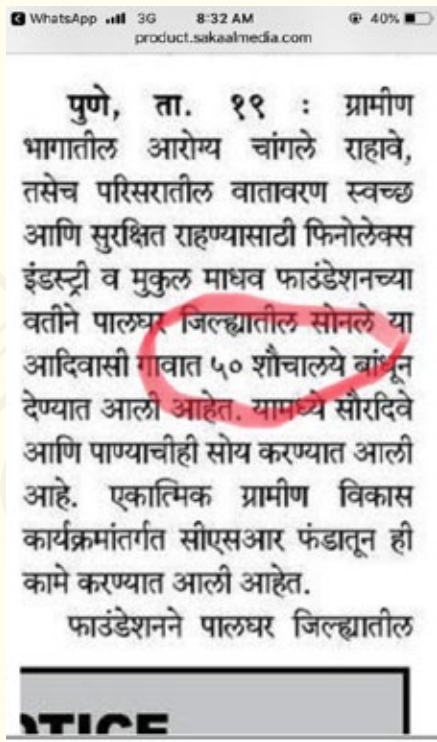 WhatsApp 3G 8:32 AM 40%
product.sakaalmedia.com
पुणे, ता. १९ : ग्रामीण
भागातील आरोग्य चांगले राहावे,
तसेच परिसरातील वातावरण स्वच्छ
आणि सुरक्षित राहण्यासाठी फिनोलेक्स
इंडस्ट्री व मुकुल माधव फाउंडेशनच्या
वतीने पालघर जिल्ह्यातील सोनले या
आदिवासी गावात ५० शौचालये बांधून
देण्यात आली आहेत. यामध्ये सौरदिवे
आणि पाण्याचीही सोय करण्यात आली
आहे. एकात्मिक ग्रामीण विकास
कार्यक्रमांतर्गत सीएसआर फंडातून ही
कामे करण्यात आली आहेत.
फाउंडेशनने पालघर जिल्ह्यातील
OTICE